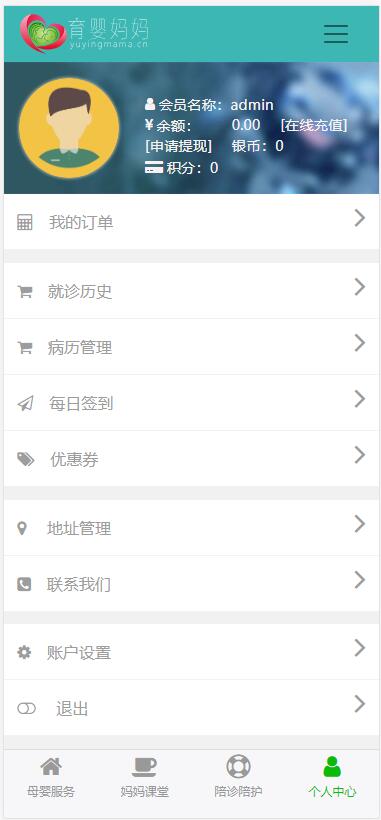 育婴妈妈
yuyingmama.cn
会员名称：admin
¥ 余额： 0.00 [在线充值]
[申请提现] 银币：0
积分：0
我的订单
就诊历史
病历管理
每日签到
优惠券
地址管理
联系我们
账户设置
退出
母婴服务 妈妈课堂 陪诊陪护 个人中心